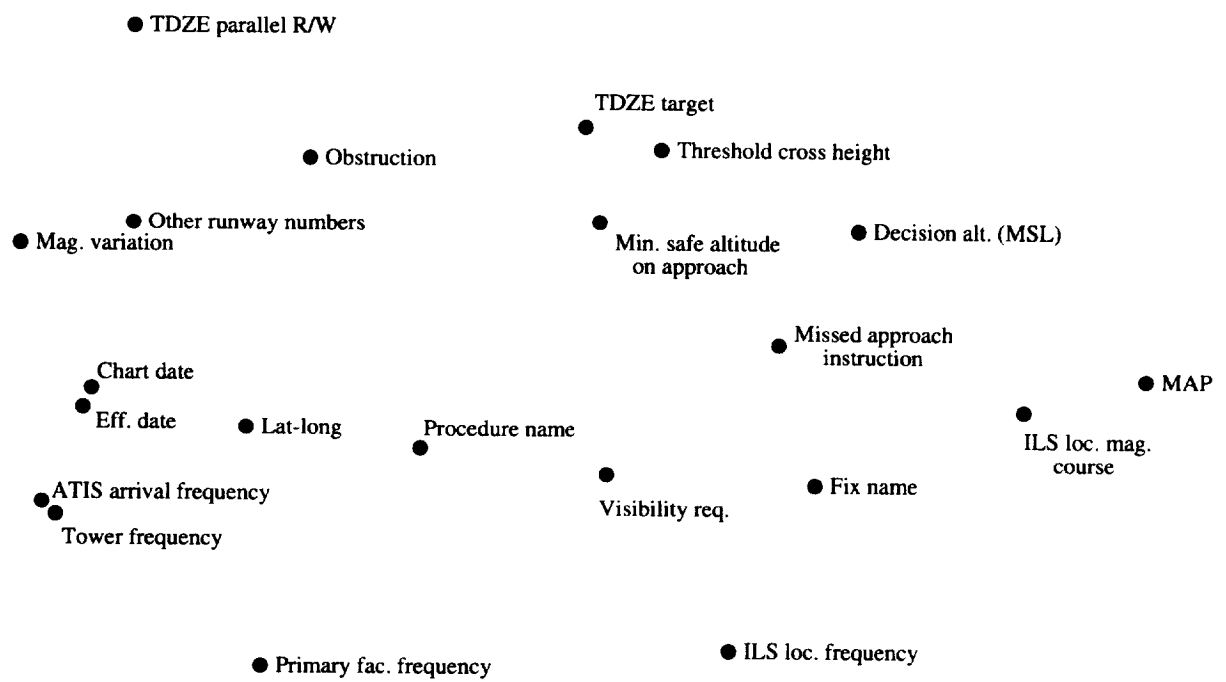 TDZE parallel R/W
TDZE target
Threshold cross height
Obstruction
Other runway numbers
Mag. variation
Min. safe altitude
on approach
Decision alt. (MSL)
Missed approach
instruction
Chart date
MAP
Eff. date
Lat-long
Procedure name
ILS loc. mag.
course
ATIS arrival frequency
Fix name
Visibility req.
Tower frequency
ILS loc. frequency
Primary fac. frequency